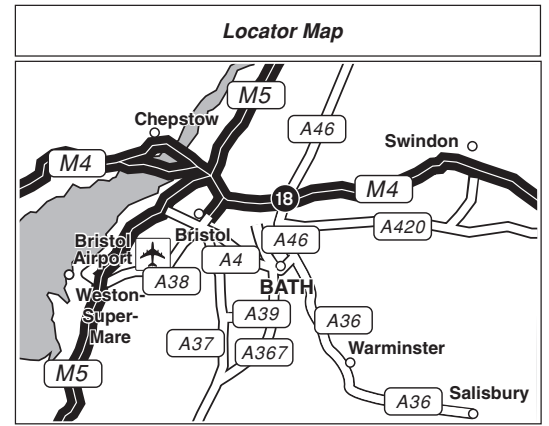 Locator Map
M5
Chepstow
A46
Swindon
M4
M4
18
A420
Bristol
A46
Bristol
Airport
A4
A38
BATH
Weston-
Super-
Mare
A39
A36
A37
A367
Warminster
M5
A36
Salisbury